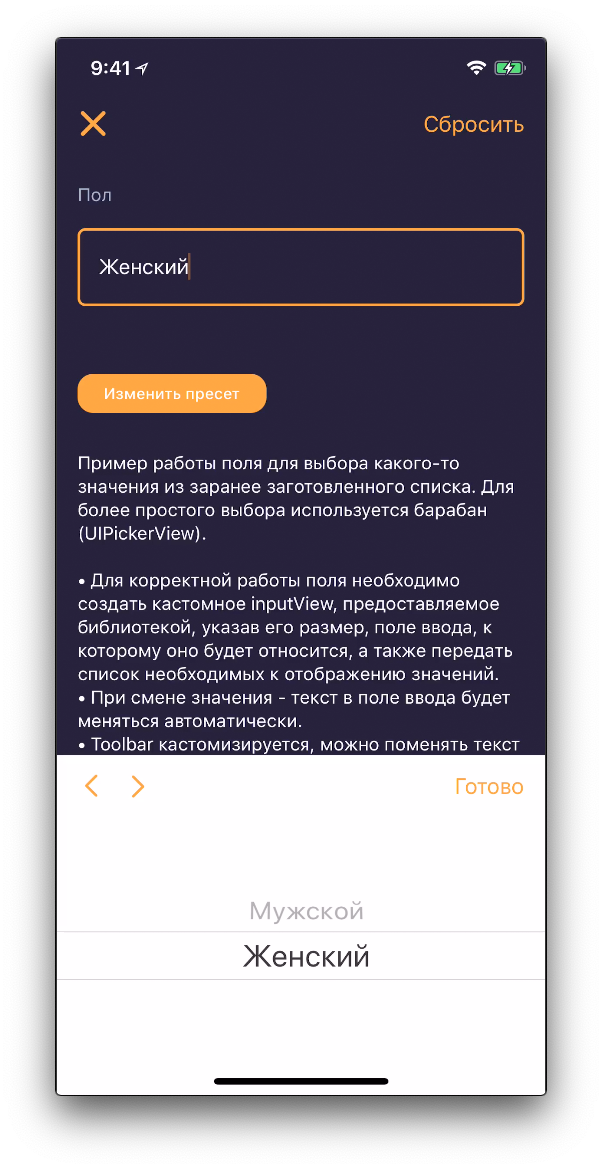 9:41
Сбросить
Пол
Женский
Изменить пресет
Пример работы поля для выбора какого-то
значения из заранее заготовленного списка. Для
более простого выбора используется барабан
(UIPickerView).
• Для корректной работы поля необходимо
создать кастомное inputView, предоставляемое
библиотекой, указав его размер, поле ввода, к
которому оно будет относится, а также передать
список необходимых к отображению значений.
• При смене значения - текст в поле ввода будет
меняться автоматически.
• Toolbar кастомизируется, можно поменять текст
Готово
Мужской
Женский